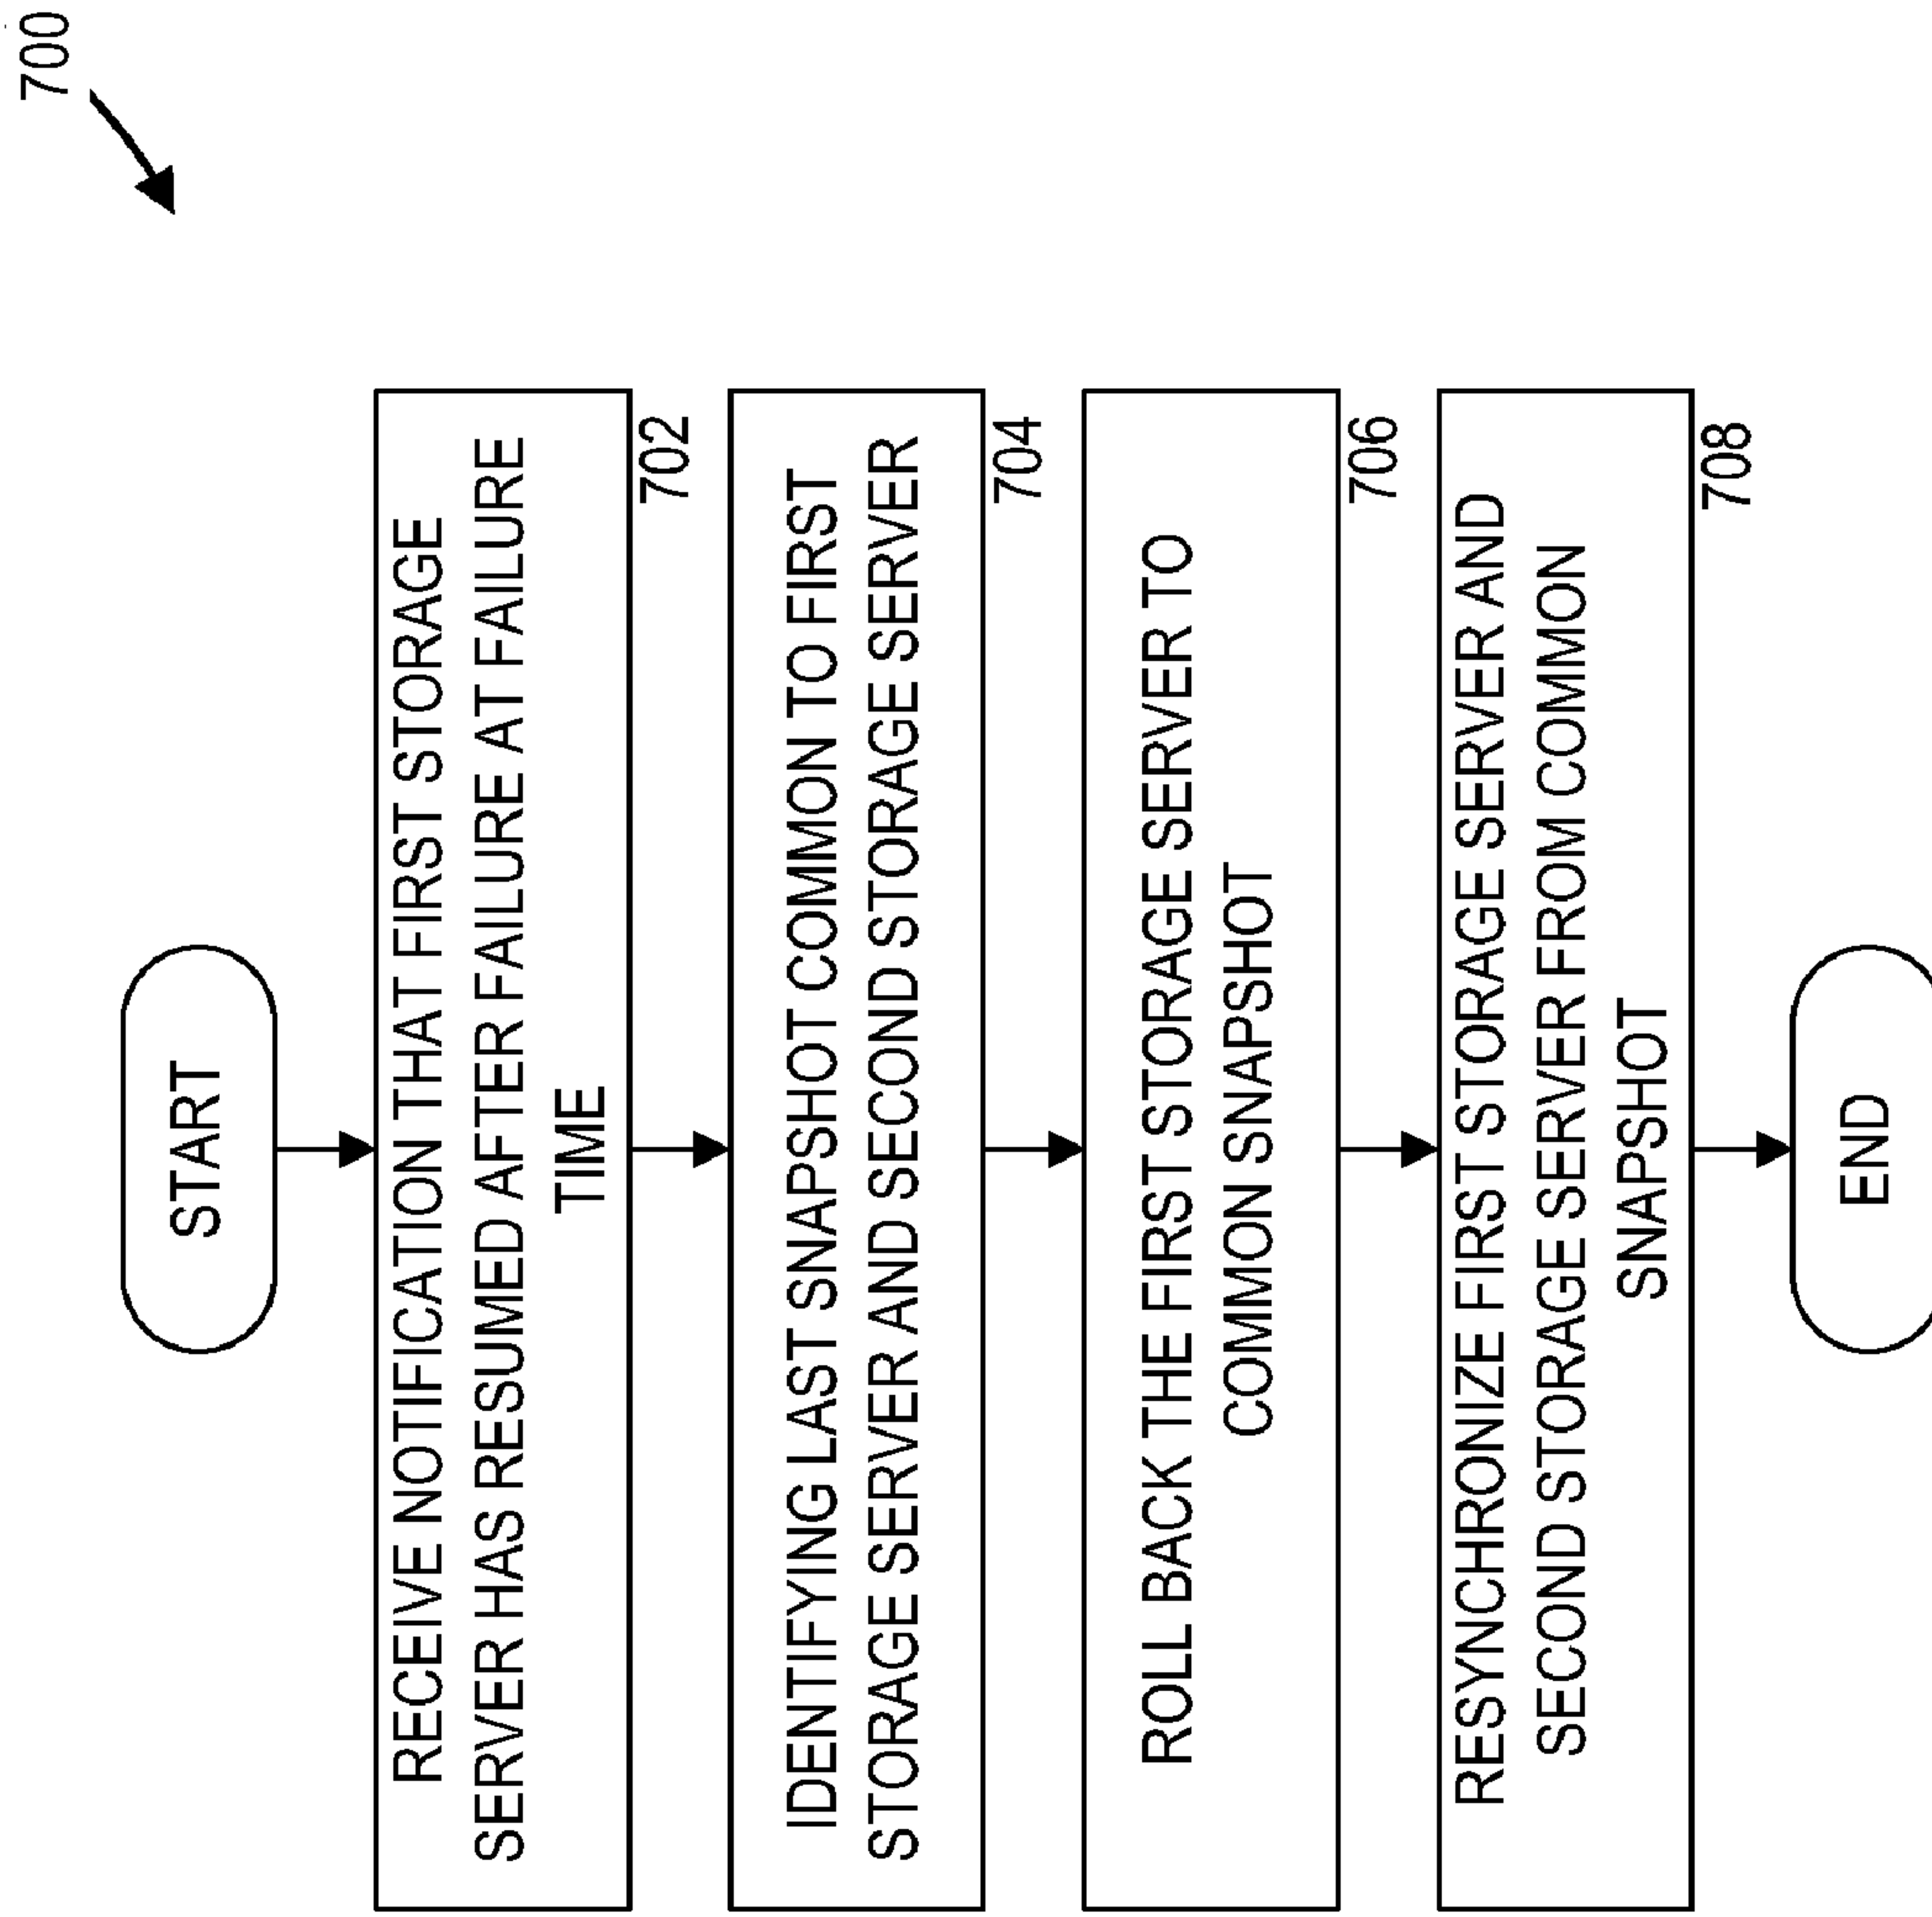 700
START
RECEIVE NOTIFICATION THAT FIRST STORAGE
SERVER HAS RESUMED AFTER FAILURE AT FAILURE
TIME
702
IDENTIFYING LAST SNAPSHOT COMMON TO FIRST
STORAGE SERVER AND SECOND STORAGE SERVER
704
ROLL BACK THE FIRST STORAGE SERVER TO
COMMON SNAPSHOT
706
RESYNCHRONIZE FIRST STORAGE SERVER AND
SECOND STORAGE SERVER FROM COMMON
SNAPSHOT
708
END